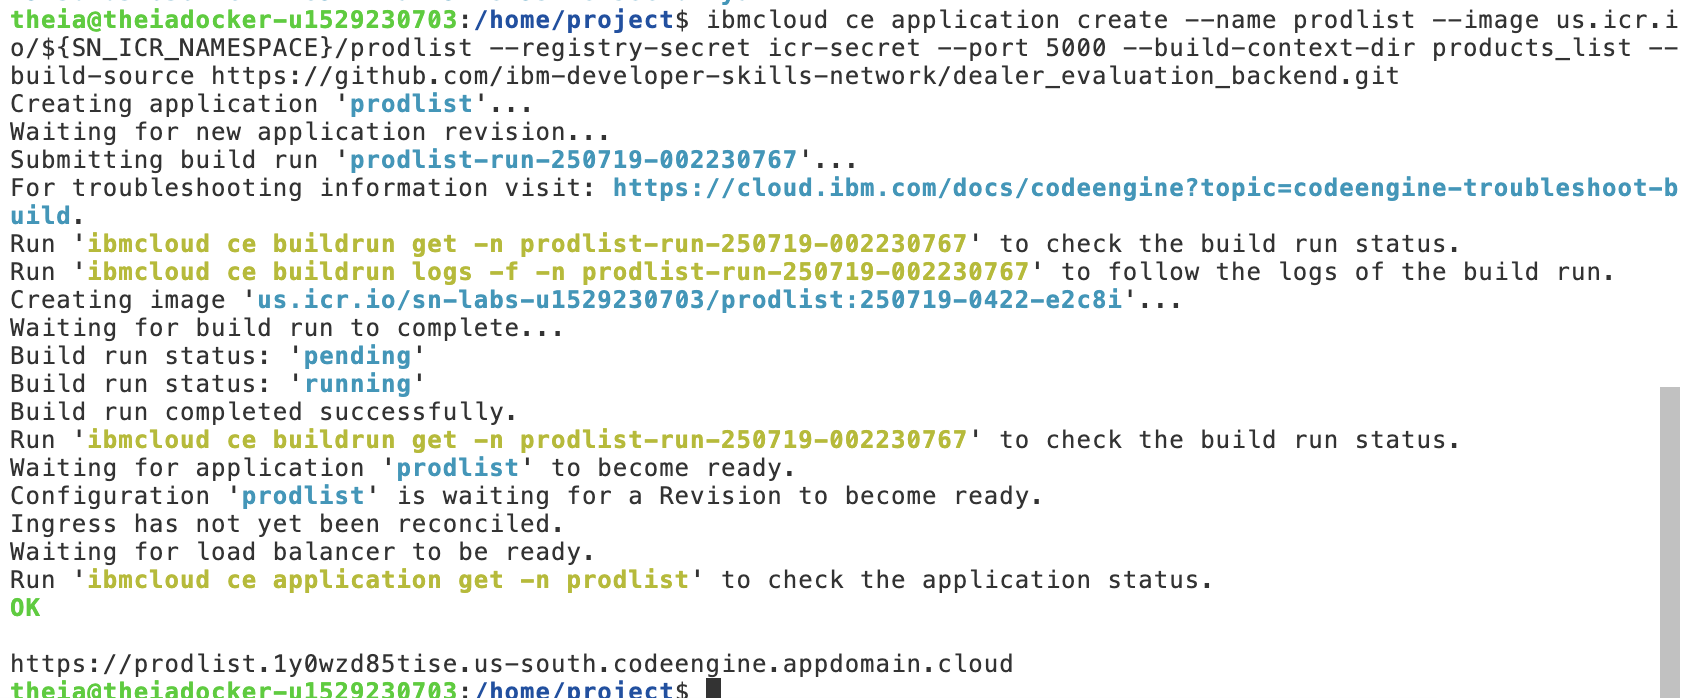 theia@theiadocker-u1529230703:/home/project$ ibmcloud ce application create --name prodlist --image us.icr.i
o/${SN_ICR_NAMESPACE}/prodlist --registry-secret icr-secret --port 5000 --build-context-dir products_list --
build-source https://github.com/ibm-developer-skills-network/dealer_evaluation_backend.git
Creating application 'prodlist'...
Waiting for new application revision...
Submitting build run 'prodlist-run-250719-002230767'...
For troubleshooting information visit: https://cloud.ibm.com/docs/codeengine?topic=codeengine-troubleshoot-b
uild.
Run 'ibmcloud ce buildrun get -n prodlist-run-250719-002230767' to check the build run status.
Run 'ibmcloud ce buildrun logs -f -n prodlist-run-250719-002230767' to follow the logs of the build run.
Creating image 'us.icr.io/sn-labs-u1529230703/prodlist:250719-0422-e2c8i'...
Waiting for build run to complete...
Build run status: 'pending'
Build run status: 'running'
Build run completed successfully.
Run 'ibmcloud ce buildrun get -n prodlist-run-250719-002230767' to check the build run status.
Waiting for application 'prodlist' to become ready.
Configuration 'prodlist' is waiting for a Revision to become ready.
Ingress has not yet been reconciled.
Waiting for load balancer to be ready.
Run 'ibmcloud ce application get -n prodlist' to check the application status.
OK
https://prodlist.1y0wzd85tise.us-south.codeengine.appdomain.cloud
theia@theiadocker-u1529230703:/home/project$